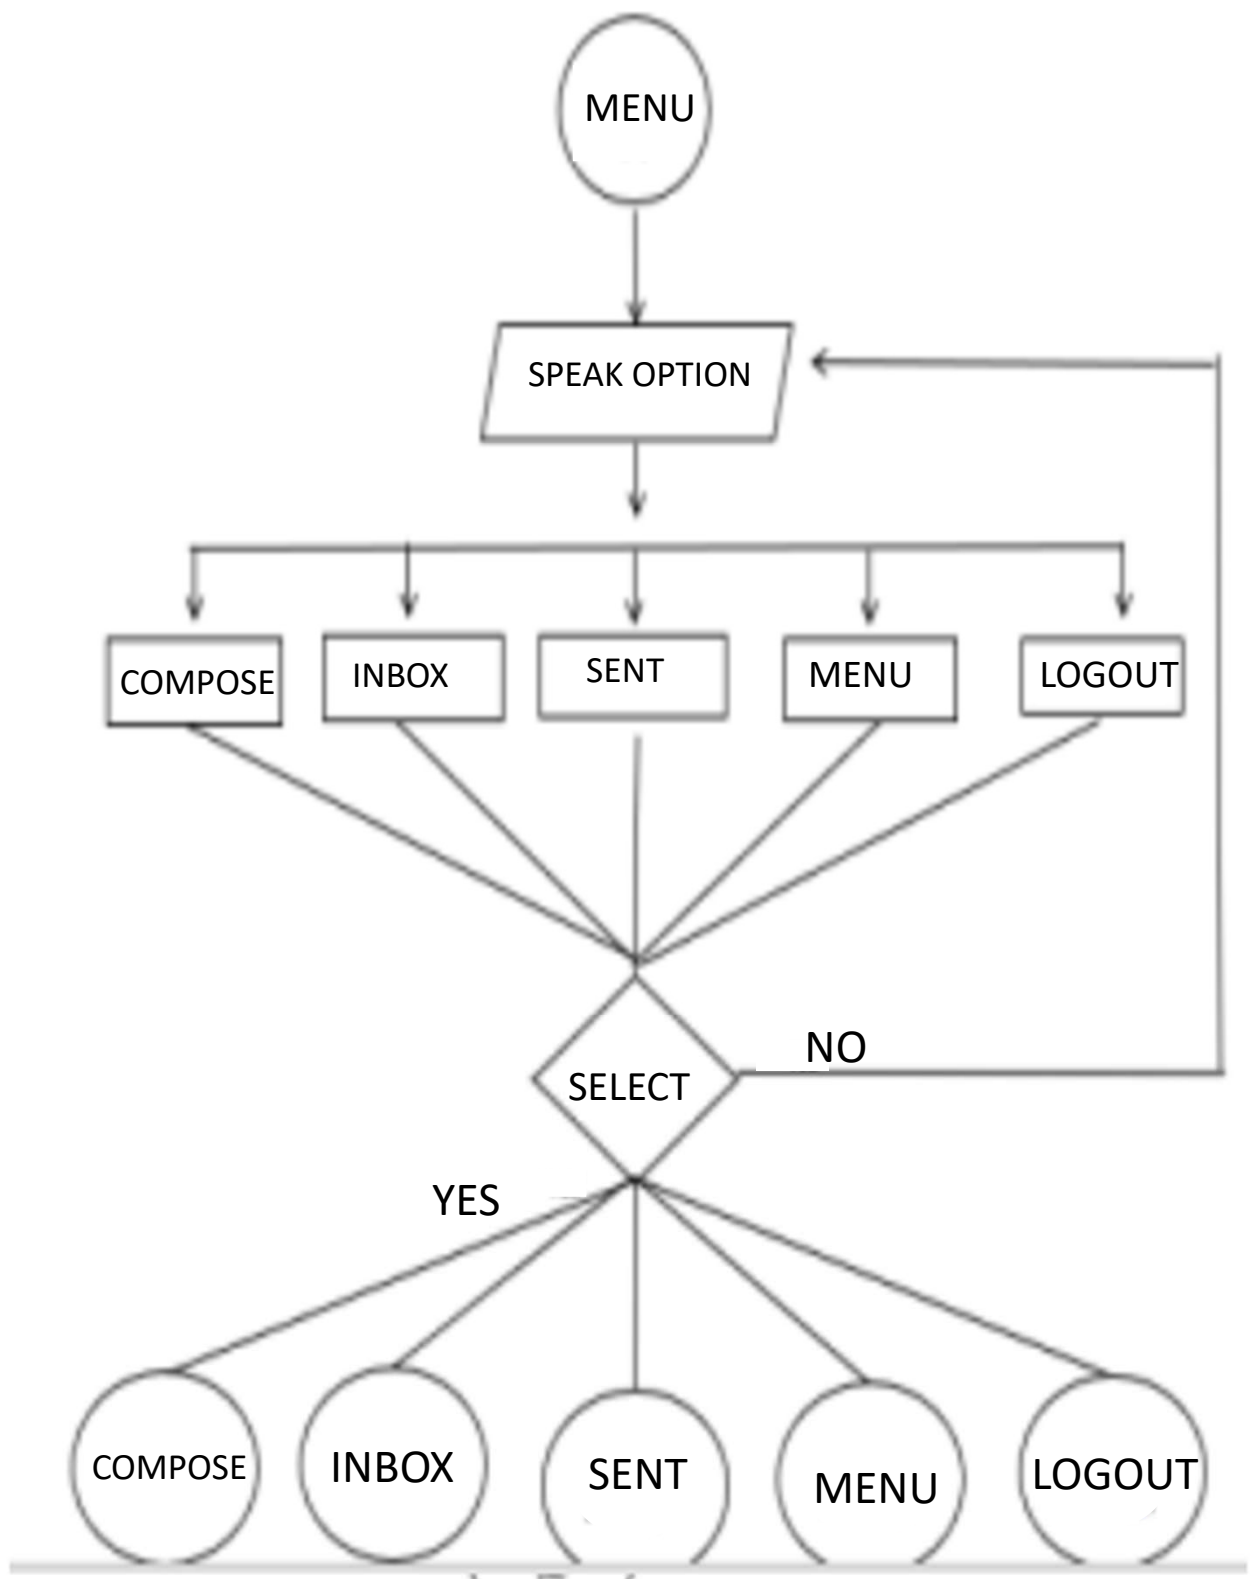 MENU
SPEAK OPTION
COMPOSE
INBOX
SENT
MENU
LOGOUT
SELECT
NO
YES
COMPOSE
INBOX
SENT
MENU
LOGOUT